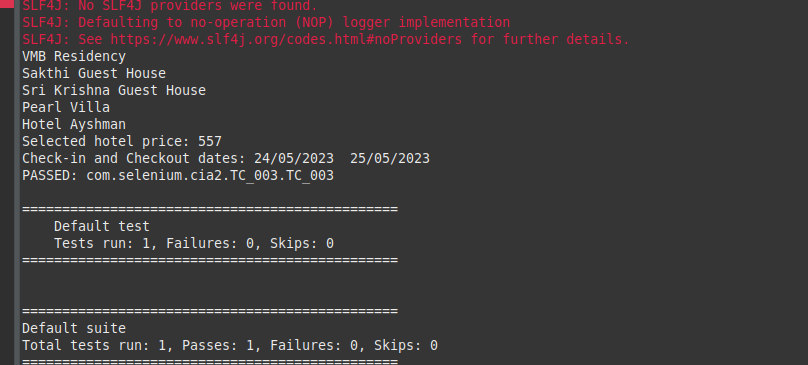 SLF4J: No SLF4J providers were found.
SLF4J: Defaulting to no-operation (NOP) logger implementation
SLF4J: See https://www.slf4j.org/codes.html#noProviders for further details.
VMB Residency
Sakthi Guest House
Sri Krishna Guest House
Pearl Villa
Hotel Ayshman
Selected hotel price: 557
Check-in and Checkout dates: 24/05/2023  25/05/2023
PASSED: com.selenium.cia2.TC_003.TC_003
===============================================
    Default test
    Tests run: 1, Failures: 0, Skips: 0
===============================================
===============================================
Default suite
Total tests run: 1, Passes: 1, Failures: 0, Skips: 0
===============================================